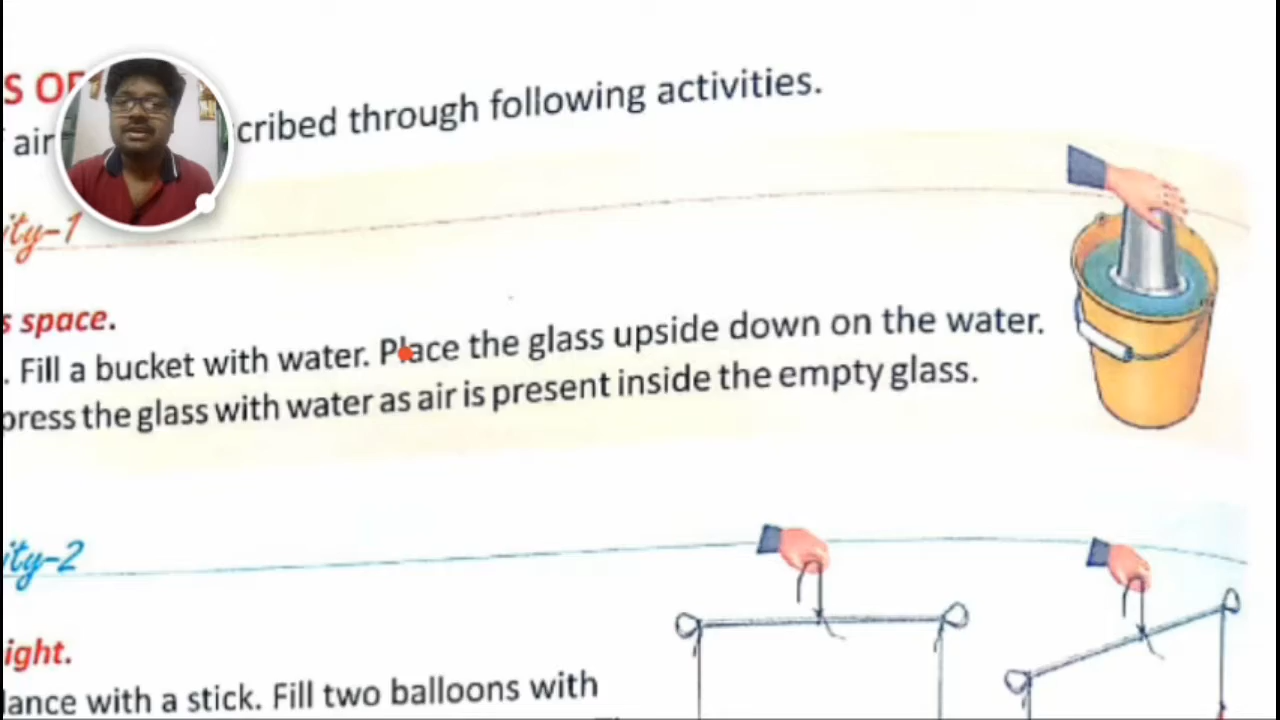 S OF
air cribed through following activities.
ity-1
s space.
. Fill a bucket with water. Place the glass upside down on the water.
press the glass with water as air is present inside the empty glass.
ity-2
ight.
lance with a stick. Fill two balloons with